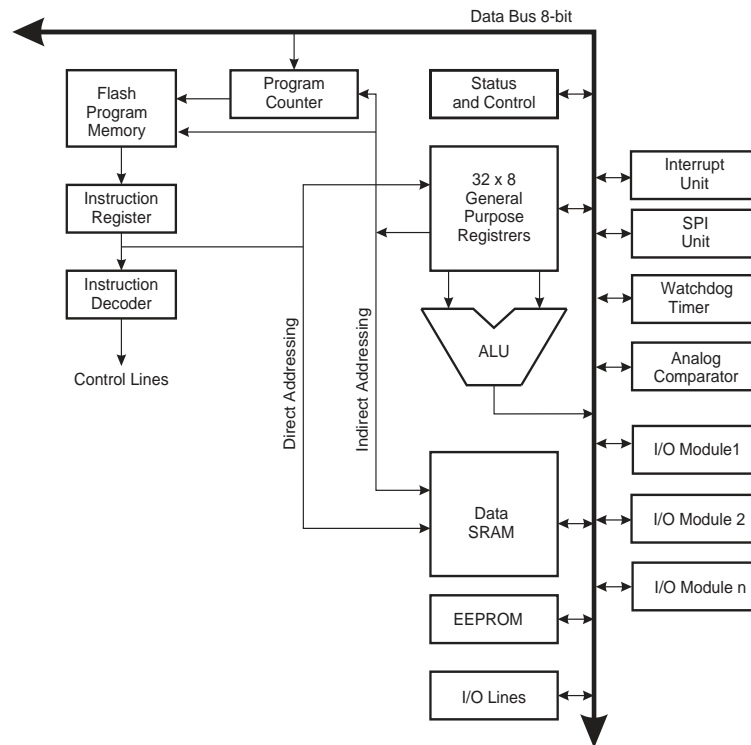 Data Bus 8-bit
Flash
Program
Memory
Program
Counter
Status
and Control
Interrupt
Unit
32 x 8
General
Purpose
Registrers
Instruction
Register
SPI
Unit
Instruction
Decoder
Watchdog
Timer
ALU
Analog
Comparator
Control Lines
Direct Addressing
Indirect Addressing
I/O Module1
Data
SRAM
I/O Module 2
I/O Module n
EEPROM
I/O Lines